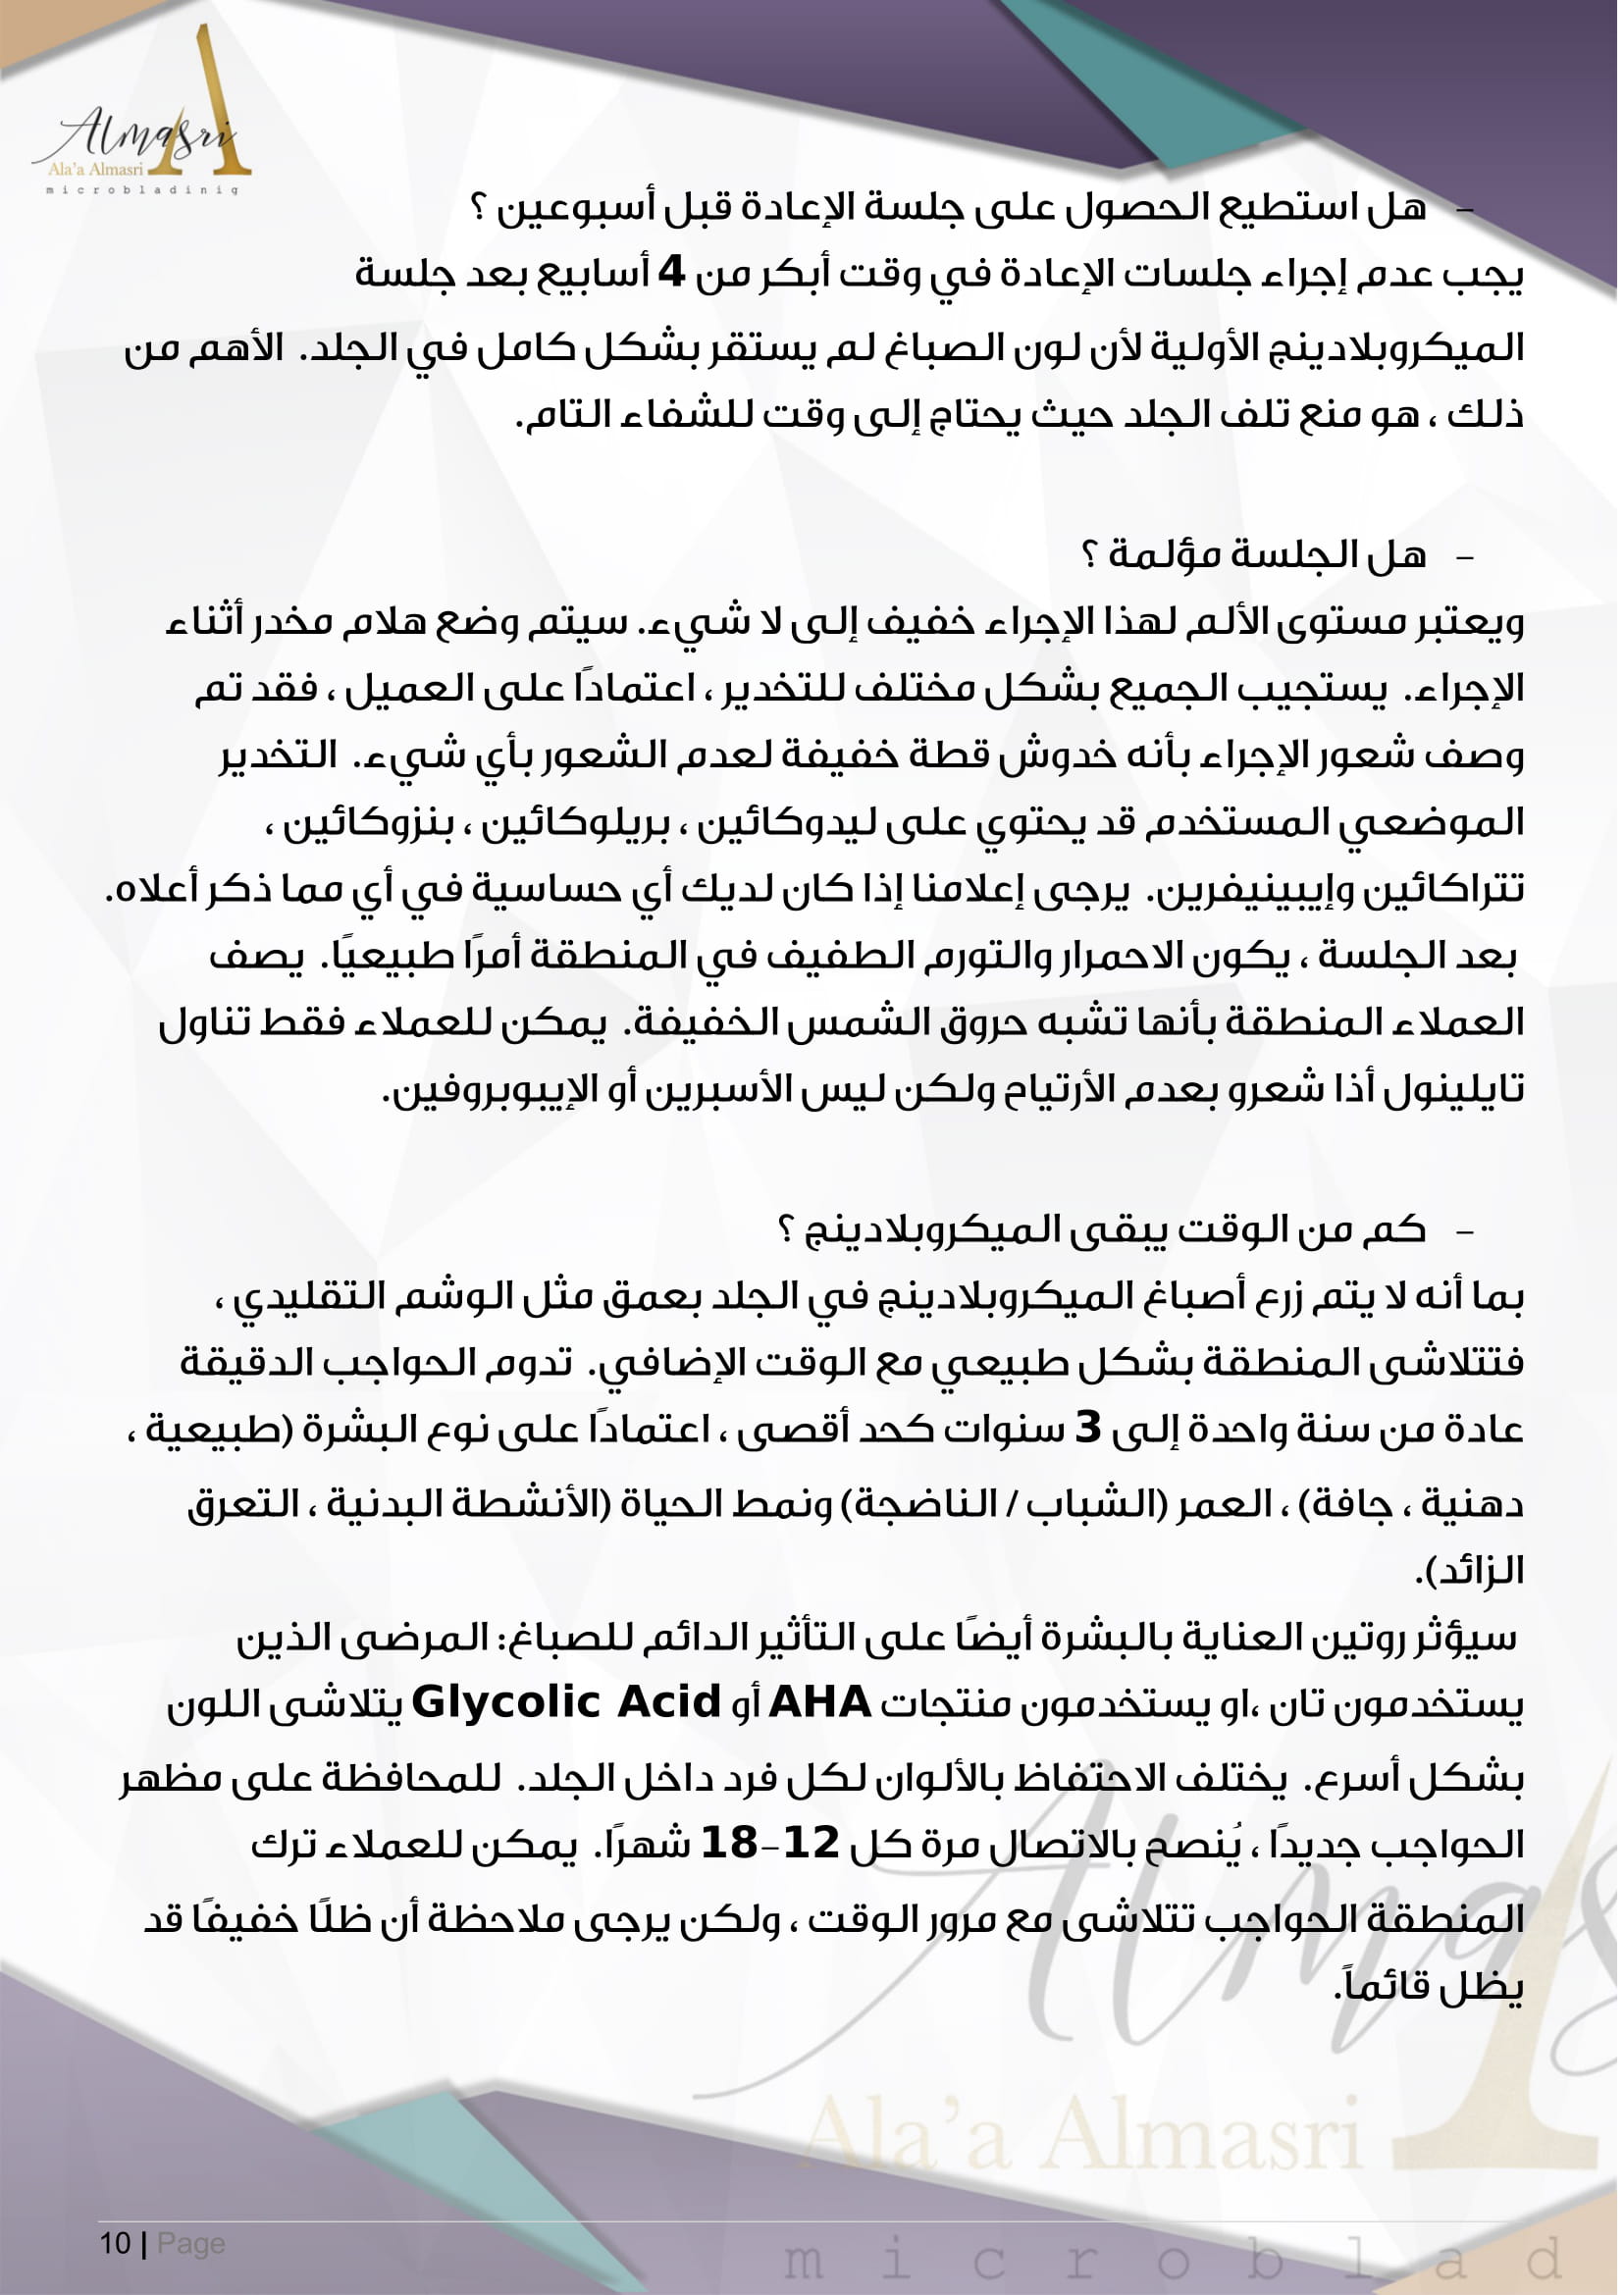 Almasri
Ala'a Almasri
microbladinig
- هل استطيع الحصول على جلسة الإعادة قبل أسبوعين ؟
يجب عدم إجراء جلسات الإعادة في وقت أبكر من 4 أسابيع بعد جلسة
الميكروبلادينج الأولية لأن لون الصباغ لم يستقر بشكل كامل في الجلد. الأهم من
ذلك ، هو منع تلف الجلد حيث يحتاج إلى وقت للشفاء التام.
- هل الجلسة مؤلمة ؟
ويعتبر مستوى الألم لهذا الإجراء خفيف إلى لا شيء. سيتم وضع هلام مخدر أثناء
الإجراء. يستجيب الجميع بشكل مختلف للتخدير ، اعتمادًا على العميل ، فقد تم
وصف شعور الإجراء بأنه خدوش قطة خفيفة لعدم الشعور بأي شيء. التخدير
الموضعي المستخدم قد يحتوي على ليدوكائين ، بريلوكائين ، بنزوكائين ،
تتراكائين وإيبينيفرين. يرجى إعلامنا إذا كان لديك أي حساسية في أي مما ذكر أعلاه.
بعد الجلسة ، يكون الاحمرار والتورم الطفيف في المنطقة أمرًا طبيعيًا. يصف
العملاء المنطقة بأنها تشبه حروق الشمس الخفيفة. يمكن للعملاء فقط تناول
تايلينول أذا شعرو بعدم الأرتياح ولكن ليس الأسبرين أو الإيبوبروفين.
- كم من الوقت يبقى الميكروبلادينج ؟
بما أنه لا يتم زرع أصباغ الميكروبلادينج في الجلد بعمق مثل الوشم التقليدي ،
فتتلاشى المنطقة بشكل طبيعي مع الوقت الإضافي. تدوم الحواجب الدقيقة
عادة من سنة واحدة إلى 3 سنوات كحد أقصى ، اعتمادًا على نوع البشرة (طبيعية ،
دهنية ، جافة) ، العمر (الشباب / الناضجة) ونمط الحياة (الأنشطة البدنية ، التعرق
الزائد).
سيؤثر روتين العناية بالبشرة أيضًا على التأثير الدائم للصباغ: المرضى الذين
يستخدمون تان ،او يستخدمون منتجات AHA أو Glycolic Acid يتلاشى اللون
بشكل أسرع. يختلف الاحتفاظ بالألوان لكل فرد داخل الجلد. للمحافظة على مظهر
الحواجب جديدًا ، يُنصح بالاتصال مرة كل 12-18 شهرًا. يمكن للعملاء ترك
المنطقة الحواجب تتلاشى مع مرور الوقت ، ولكن يرجى ملاحظة أن ظلًا خفيفًا قد
يظل قائماً.
Almas
Ala'a Almasri
microblad
10 | Page